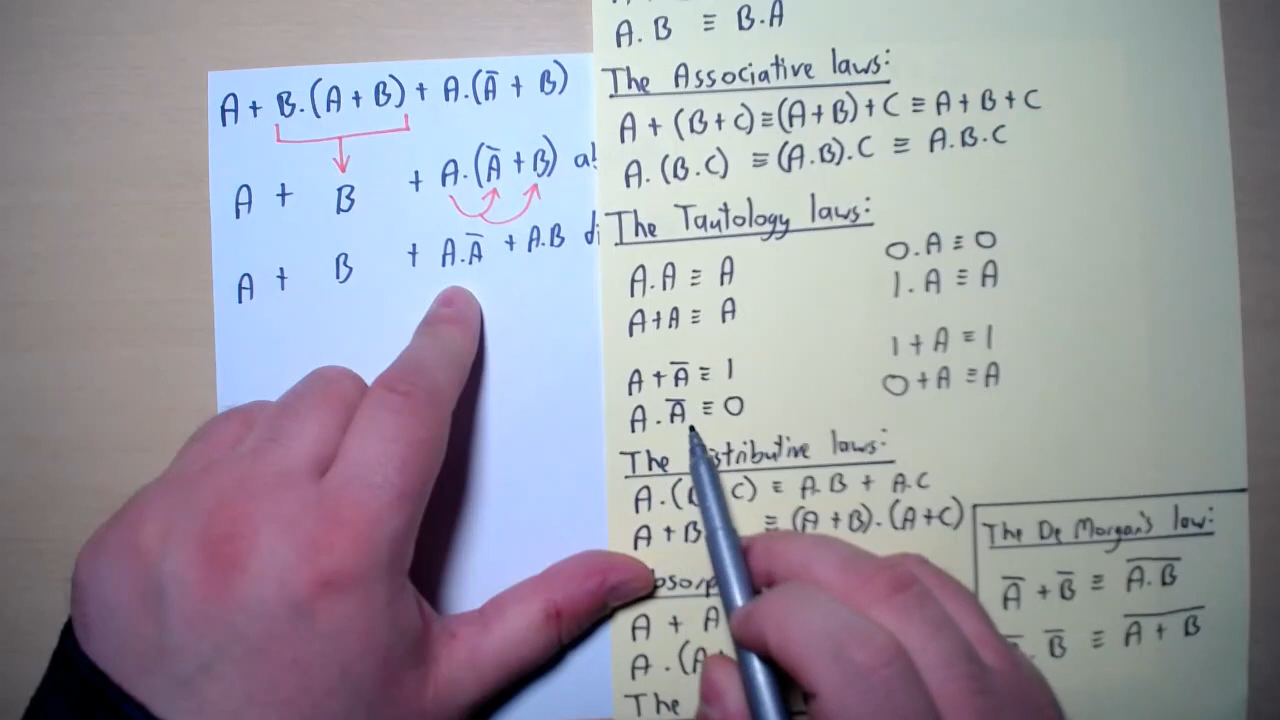 A + B.(A + B) + A.(Ā + B)
A + B + A.(Ā + B)
A + B + A.Ā + A.B
A.B ≡ B.A
The Associative laws:
A + (B+C) ≡ (A+B)+C ≡ A+B+C
A.(B.C) ≡ (A.B).C ≡ A.B.C
The Tautology laws:
A.A ≡ A
A+A ≡ A
A+Ā ≡ 1
A.Ā ≡ 0
0.A ≡ 0
1.A ≡ A
1+A ≡ 1
0+A ≡ A
The laws:
A.( C) ≡ A.B + A.C
A + B ≡ (A+B).(A+C)
A + A
A.(A
The
The De Morgan's law:
Ā + B̅ ≡ A̅.̅B̅
B̅ ≡ A̅ ̅+̅ ̅B̅